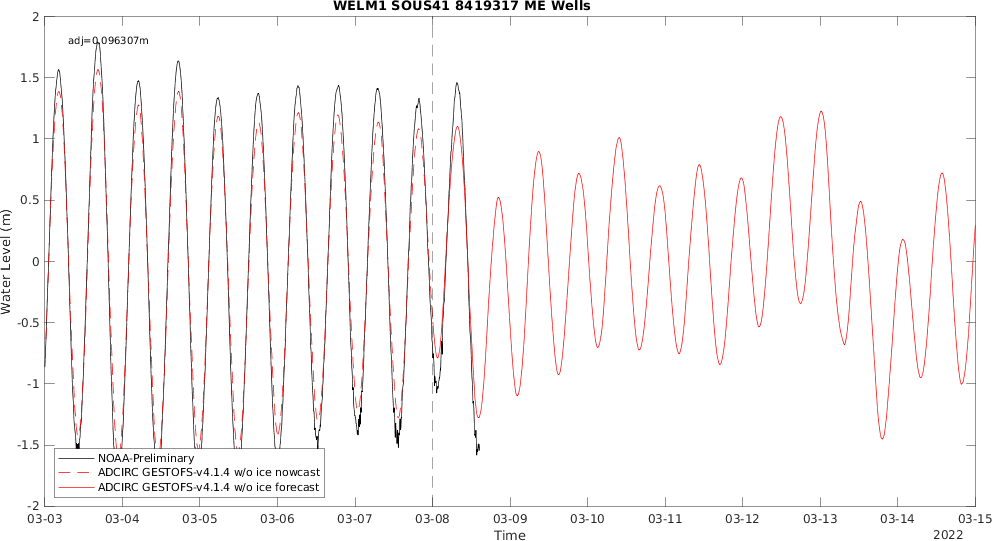 WELM1 SOUS41 8419317 ME Wells
adj=0.096307m
2
1.5
1
0.5
0
-0.5
-1
-1.5
-2
Water Level (m)
NOAA-Preliminary
ADCIRC GESTOFS-v4.1.4 w/o ice nowcast
ADCIRC GESTOFS-v4.1.4 w/o ice forecast
03-03 03-04 03-05 03-06 03-07 03-08 03-09 03-10 03-11 03-12 03-13 03-14 03-15
Time
2022